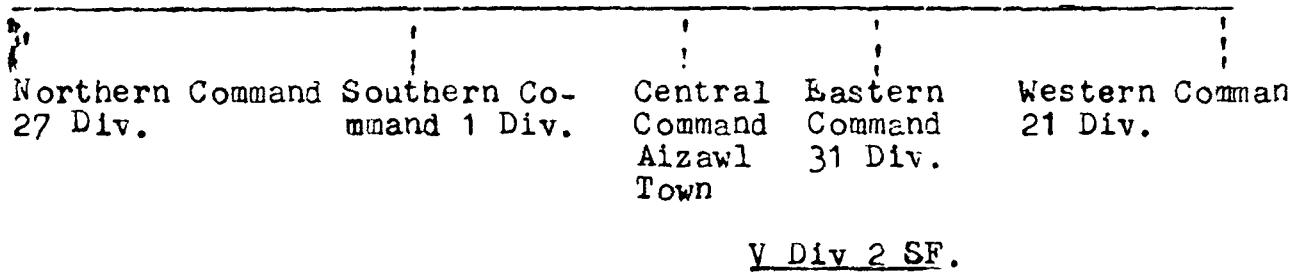 Northern Command Southern Co- Central Eastern Western Comman
27 Div. mmand 1 Div. Command Command 21 Div.
Aizawl 31 Div.
Town
V Div 2 SF.